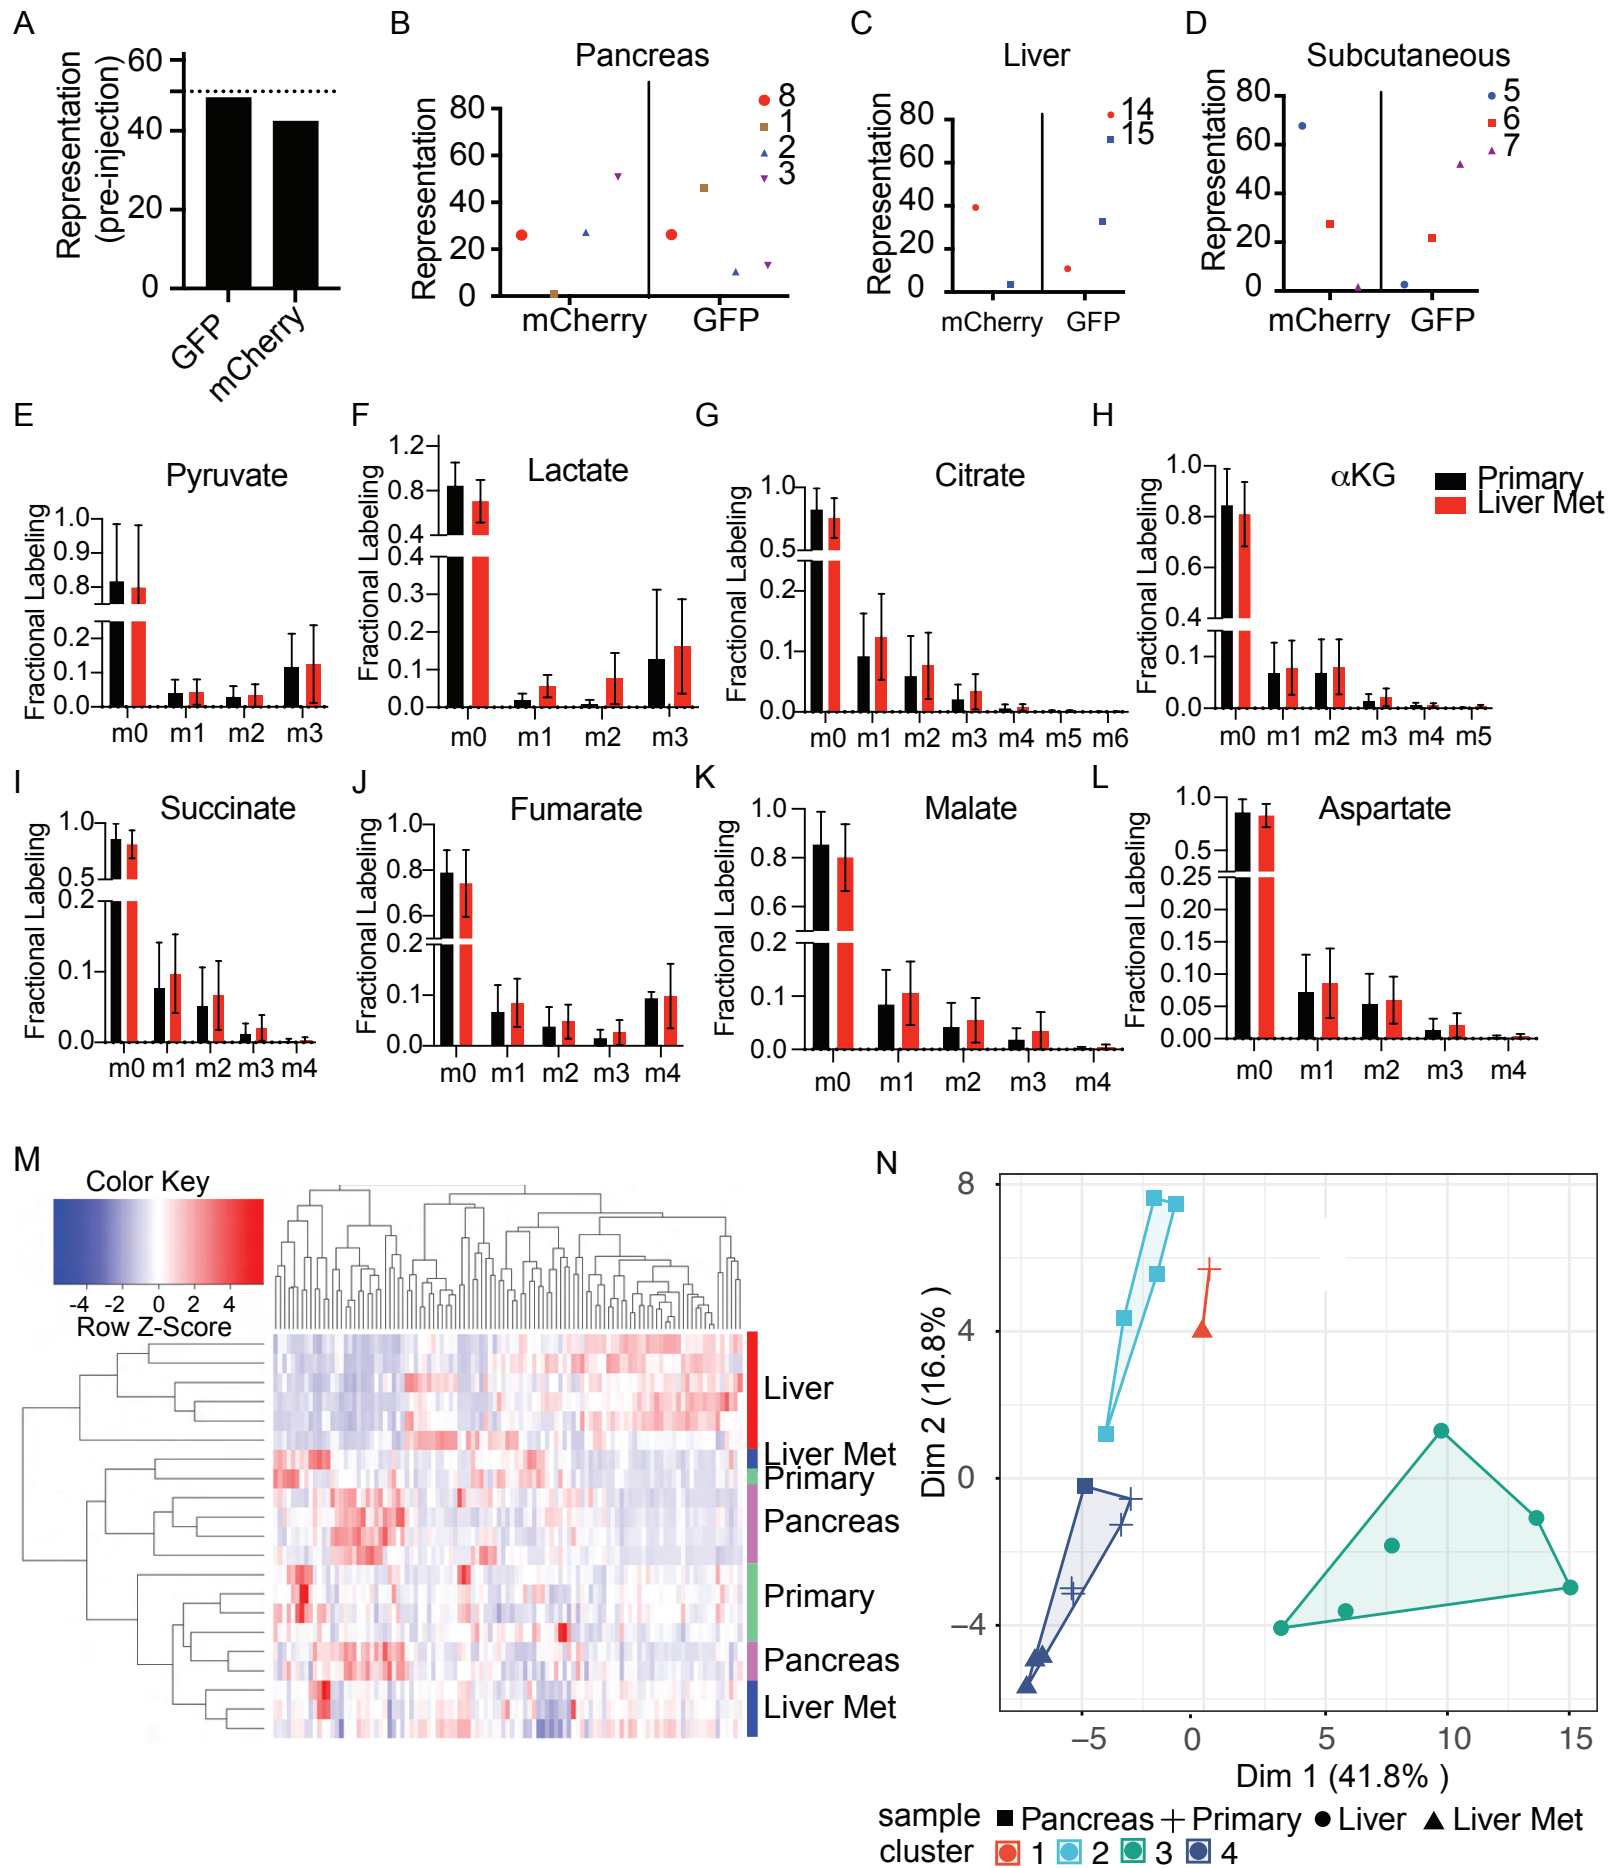 A
Representation
(pre-injection)
60
40
20
0
GFP
mCherry
B
Pancreas
Representation
80
60
40
20
0
mCherry
GFP
8
1
2
3
C
Liver
Representation
80
60
40
20
0
mCherry
GFP
14
15
D
Subcutaneous
Representation
80
60
40
20
0
mCherry
GFP
5
6
7
E
Pyruvate
Fractional Labeling
1.0
0.9
0.8
0.2
0.1
0.0
m0 m1 m2 m3
F
Lactate
Fractional Labeling
1.2
0.8
0.4
0.4
0.3
0.2
0.1
0.0
m0 m1 m2 m3
G
Citrate
Fractional Labeling
1.0
0.5
0.2
0.1
0.0
m0 m1 m2 m3 m4 m5 m6
H
αKG
Fractional Labeling
1.0
0.8
0.6
0.4
0.1
0.0
m0 m1 m2 m3 m4 m5
Primary
Liver Met
I
Succinate
Fractional Labeling
1.0
0.5
0.2
0.1
0.0
m0 m1 m2 m3 m4
J
Fumarate
Fractional Labeling
1.0
0.8
0.6
0.2
0.1
0.0
m0 m1 m2 m3 m4
K
Malate
Fractional Labeling
1.0
0.8
0.6
0.2
0.1
0.0
m0 m1 m2 m3 m4
L
Aspartate
Fractional Labeling
1.0
0.5
0.25
0.20
0.15
0.10
0.05
0.00
m0 m1 m2 m3 m4
M
Color Key
-4 -2 0 2 4
Row Z-Score
Liver
Liver Met
Primary
Pancreas
Primary
Pancreas
Liver Met
N
Dim 2 (16.8% )
8
4
0
−4
−5 0 5 10 15
Dim 1 (41.8% )
sample Pancreas Primary Liver Liver Met
cluster 1 2 3 4